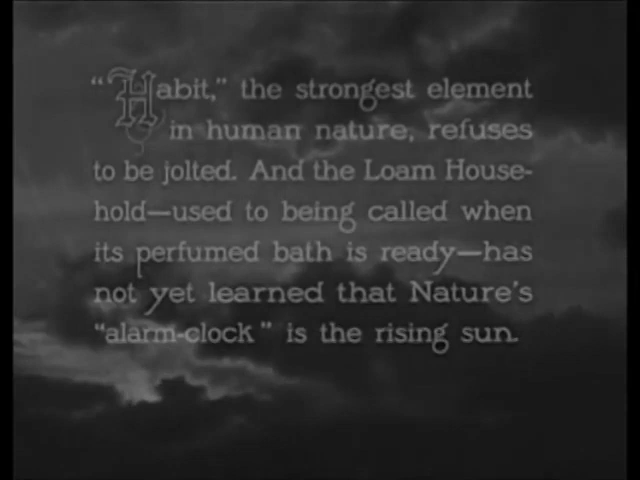 “Habit,” the strongest element
in human nature, refuses
to be jolted. And the Loam House-
hold—used to being called when
its perfumed bath is ready—has
not yet learned that Nature’s
“alarm-clock” is the rising sun.